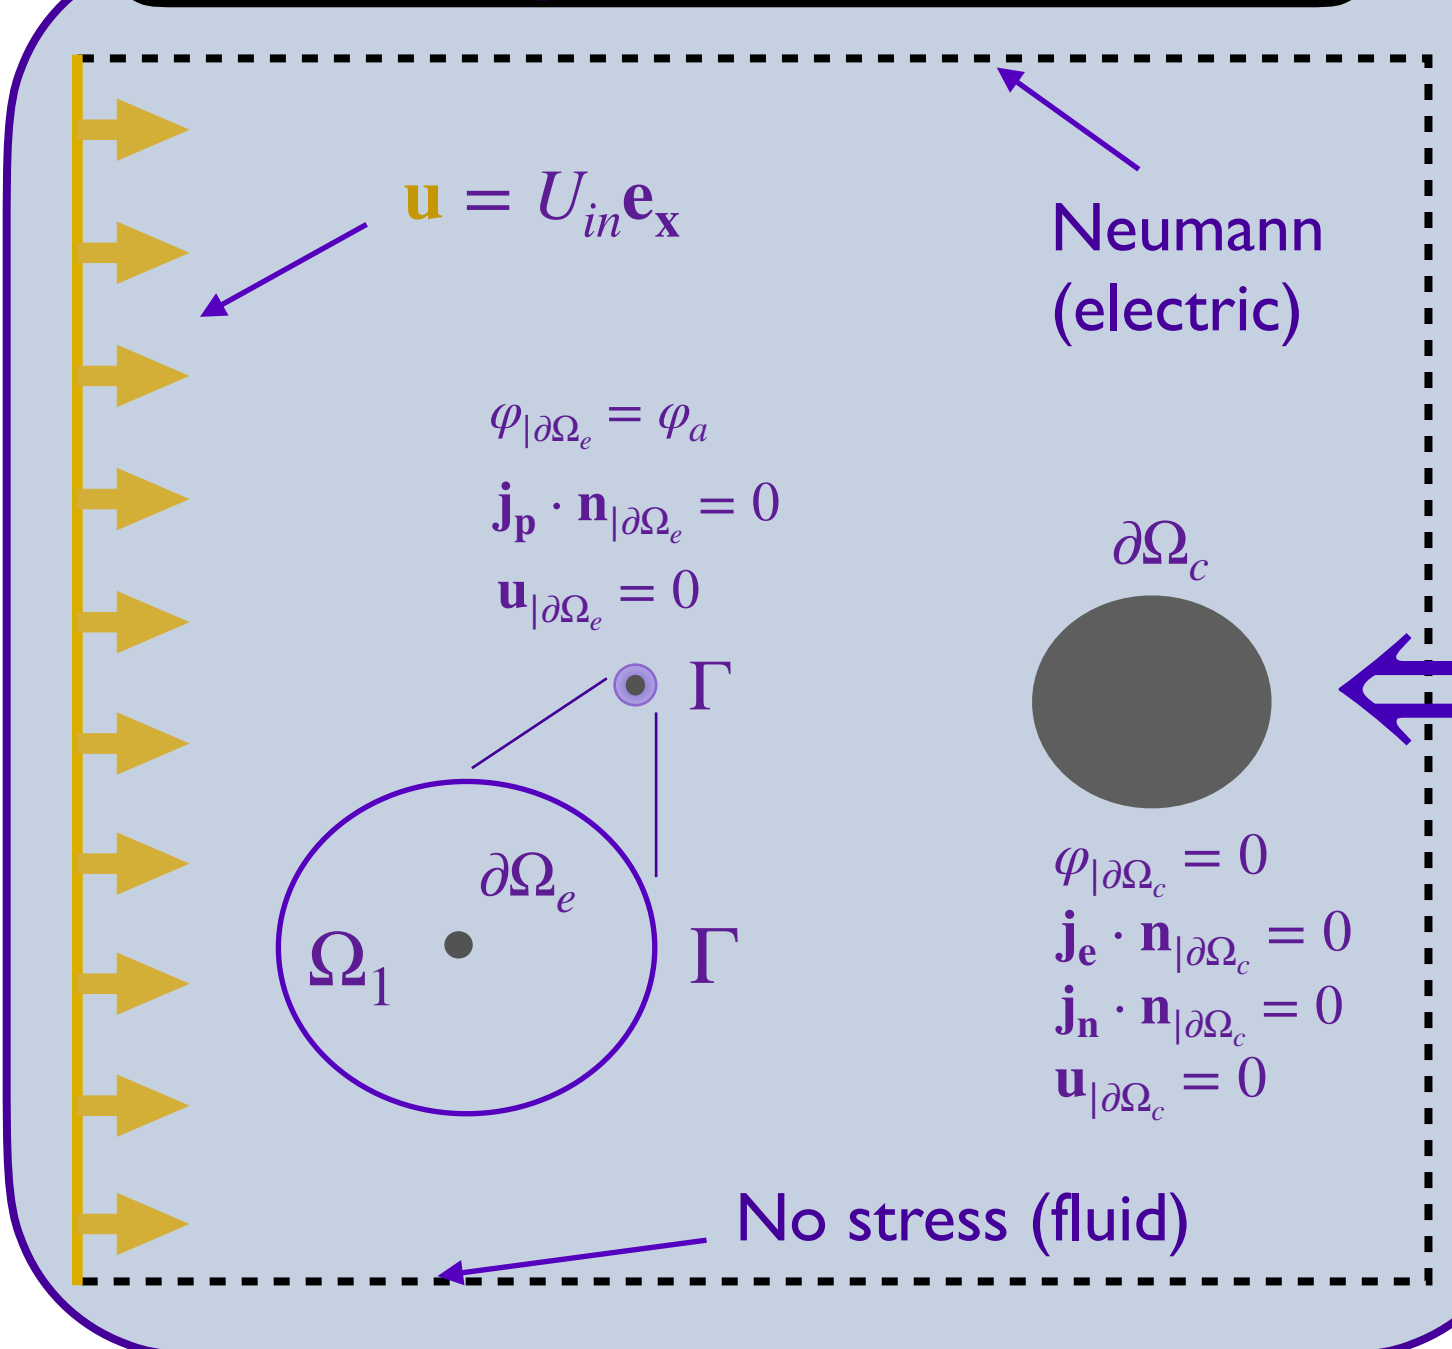 𝐮 = U_in 𝐞_𝐱
Neumann
(electric)
φ_|∂Ω_e = φ_a
𝐣_𝐩 · 𝐧_|∂Ω_e = 0
𝐮_|∂Ω_e = 0
∂Ω_c
Γ
∂Ω_e
Ω_1
Γ
φ_|∂Ω_c = 0
𝐣_𝐞 · 𝐧_|∂Ω_c = 0
𝐣_𝐧 · 𝐧_|∂Ω_c = 0
𝐮_|∂Ω_c = 0
No stress (fluid)